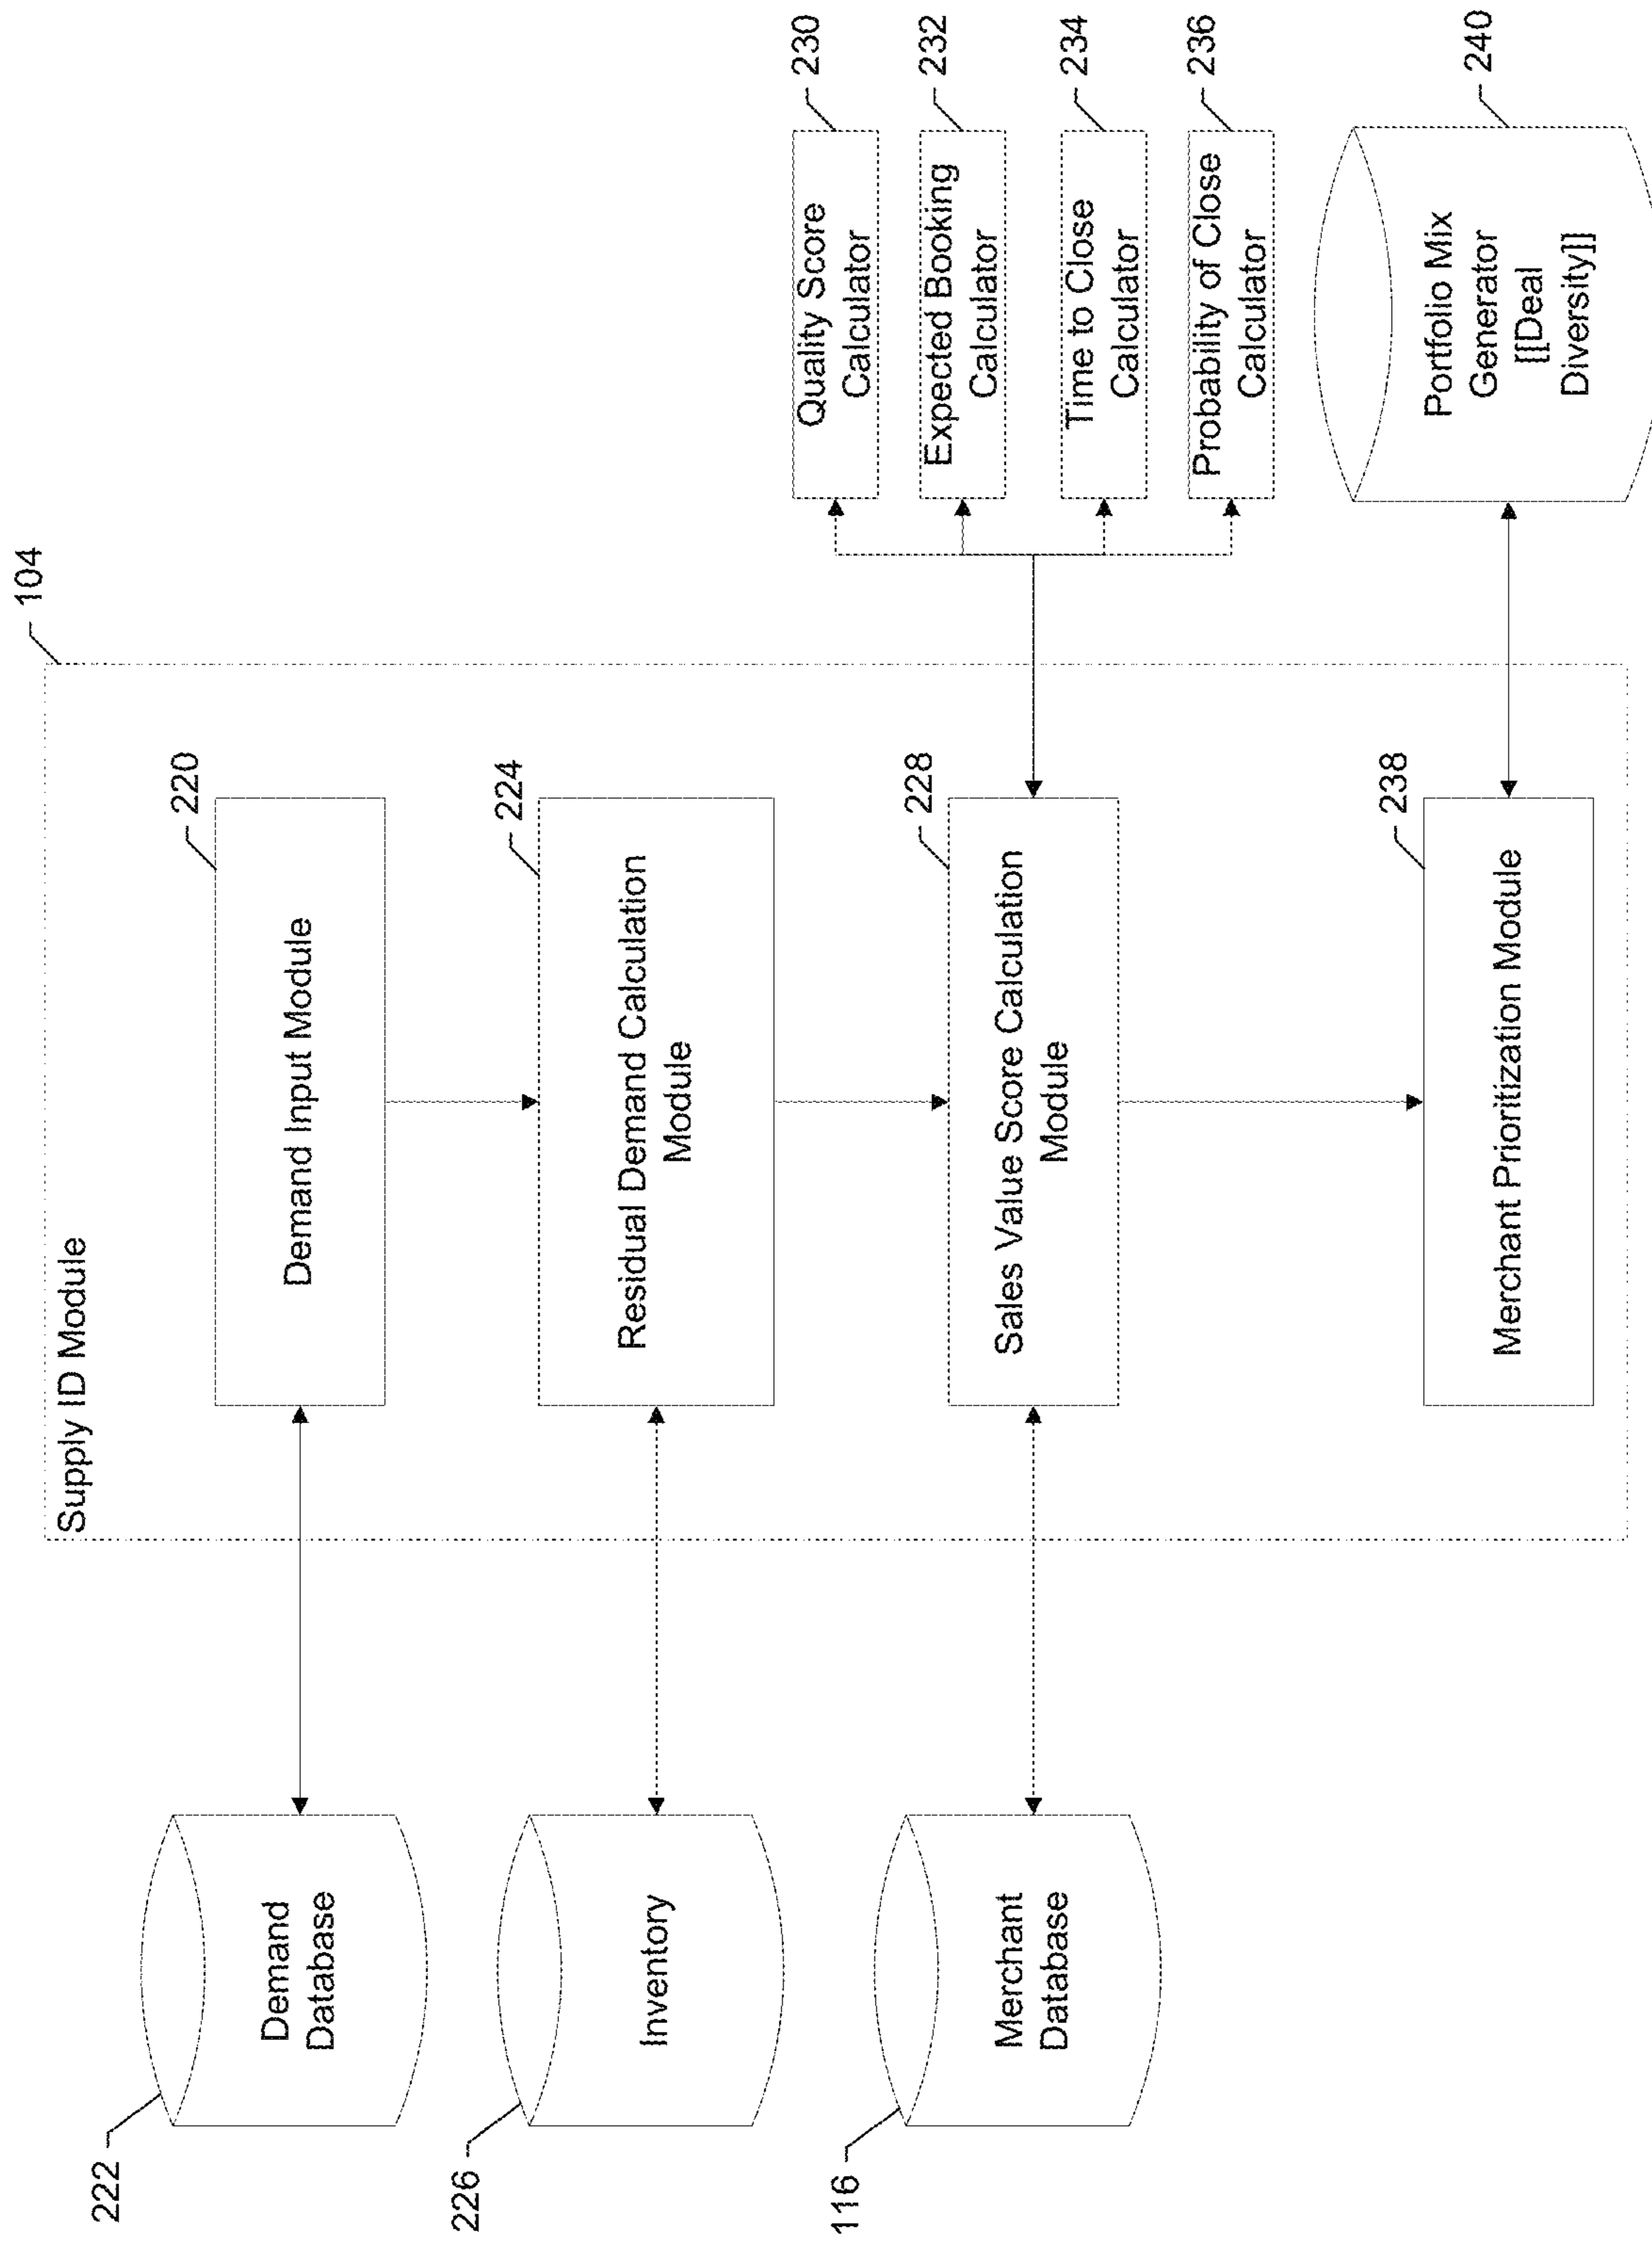 104
Supply ID Module
222
Demand
Database
220
Demand Input Module
226
Inventory
224
Residual Demand Calculation
Module
116
Merchant
Database
228
Sales Value Score Calculation
Module
230
Quality Score
Calculator
232
Expected Booking
Calculator
234
Time to Close
Calculator
236
Probability of Close
Calculator
238
Merchant Prioritization Module
240
Portfolio Mix
Generator
[[Deal
Diversity]]